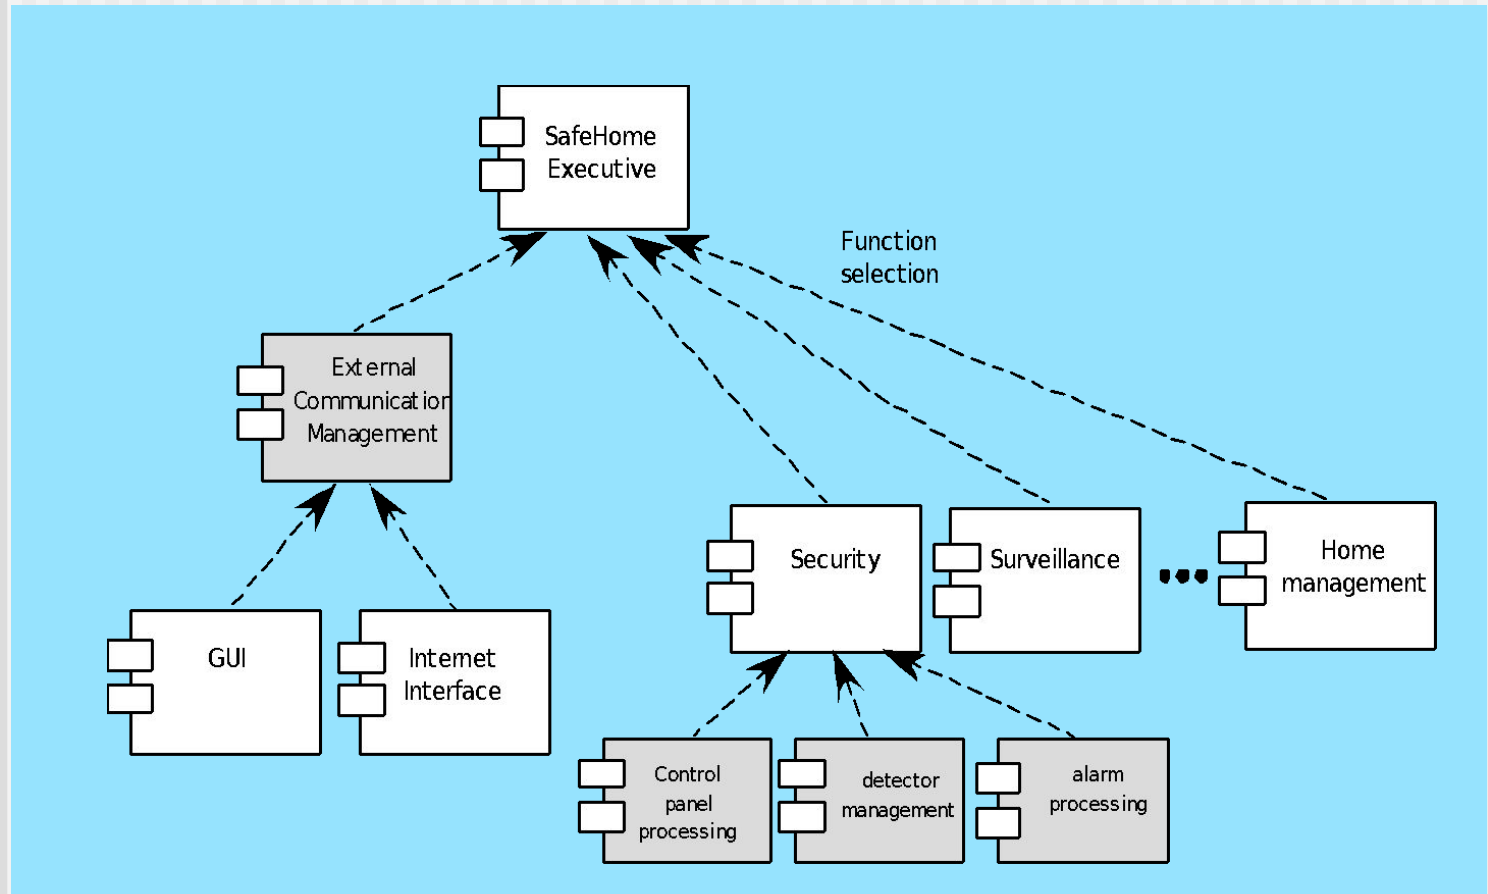 SafeHome
Executive
Function
selection
External
Communication
Management
Security
Surveillance
Home
management
GUI
Internet
Interface
Control
panel
processing
detector
management
alarm
processing